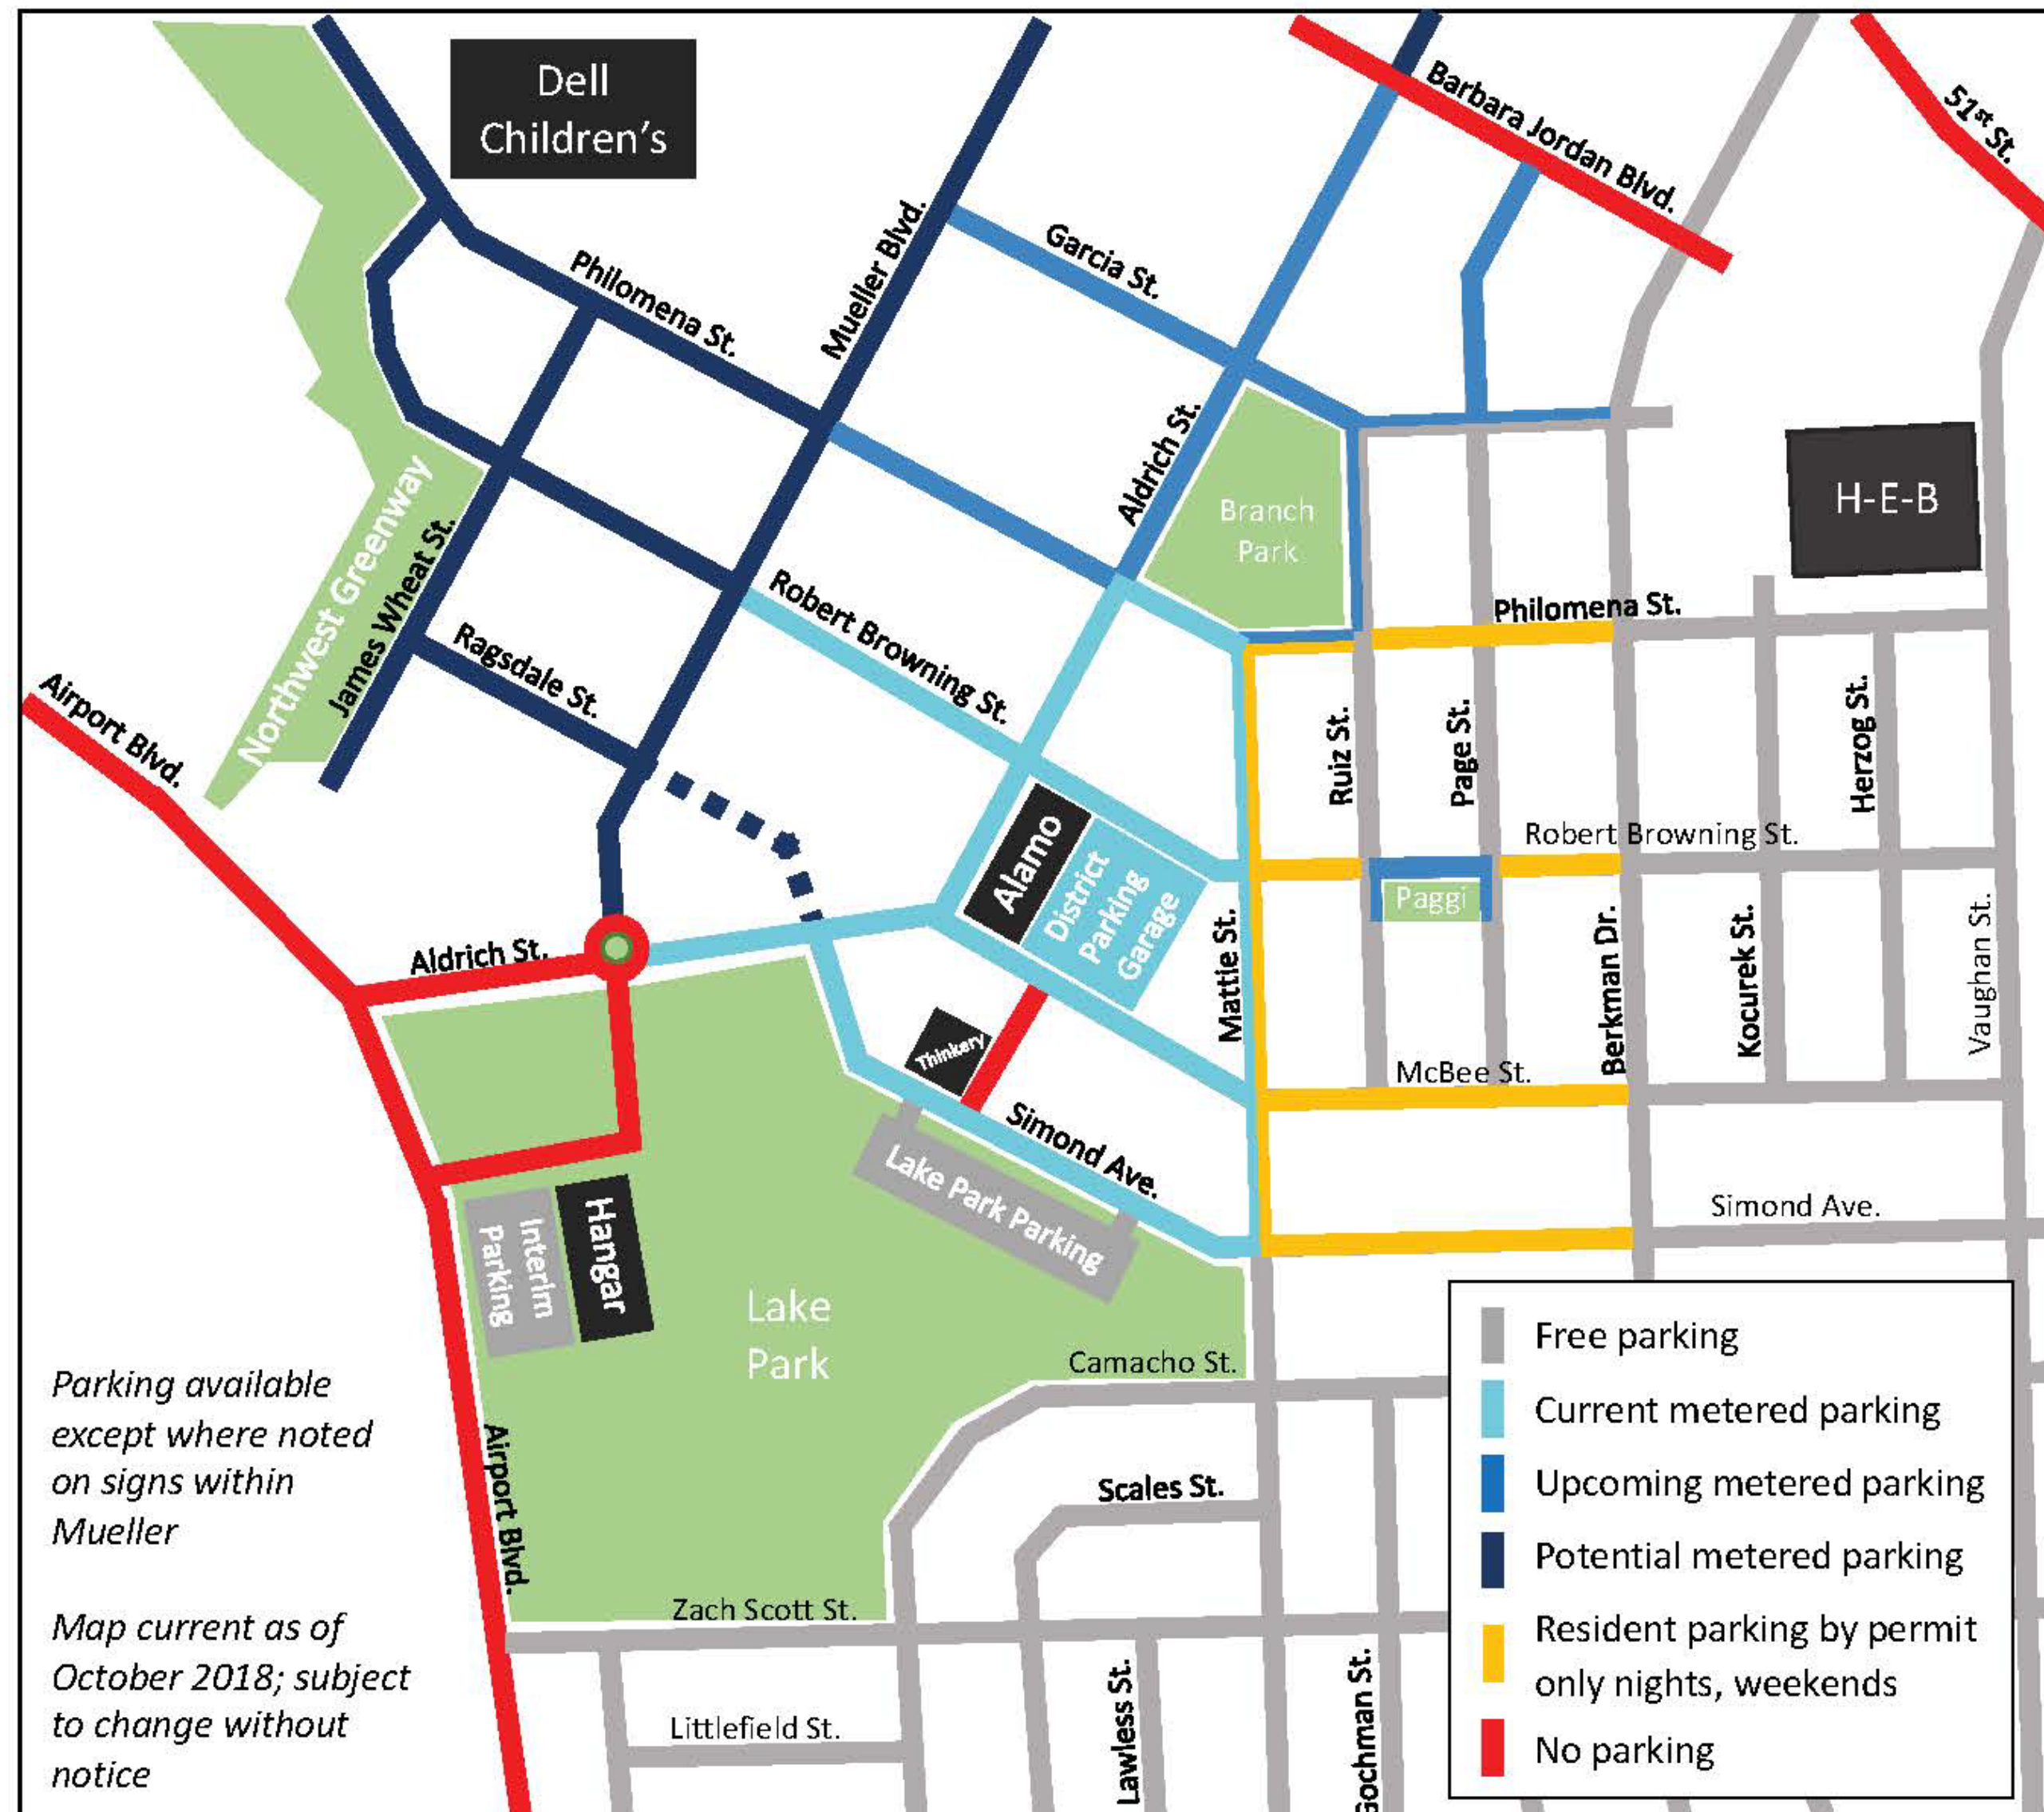 Dell
Children's
Barbara Jordan Blvd.
51st St.
Mueller Blvd.
Garcia St.
Philomena St.
Aldrich St.
H-E-B
Branch
Park
Northwest Greenway
James Wheat St.
Robert Browning St.
Philomena St.
Ragsdale St.
Airport Blvd.
Ruiz St.
Page St.
Herzog St.
Robert Browning St.
Alamo
District
Parking
Garage
Paggi
Mattie St.
Berkman Dr.
Kocurek St.
Vaughan St.
Aldrich St.
Thinkery
McBee St.
Simond Ave.
Lake Park Parking
Simond Ave.
Hangar
Interim
Parking
Lake
Park
Camacho St.
Airport Blvd.
Scales St.
Zach Scott St.
Littlefield St.
Lawless St.
Gochman St.
Parking available
except where noted
on signs within
Mueller
Map current as of
October 2018; subject
to change without
notice
Free parking
Current metered parking
Upcoming metered parking
Potential metered parking
Resident parking by permit
only nights, weekends
No parking